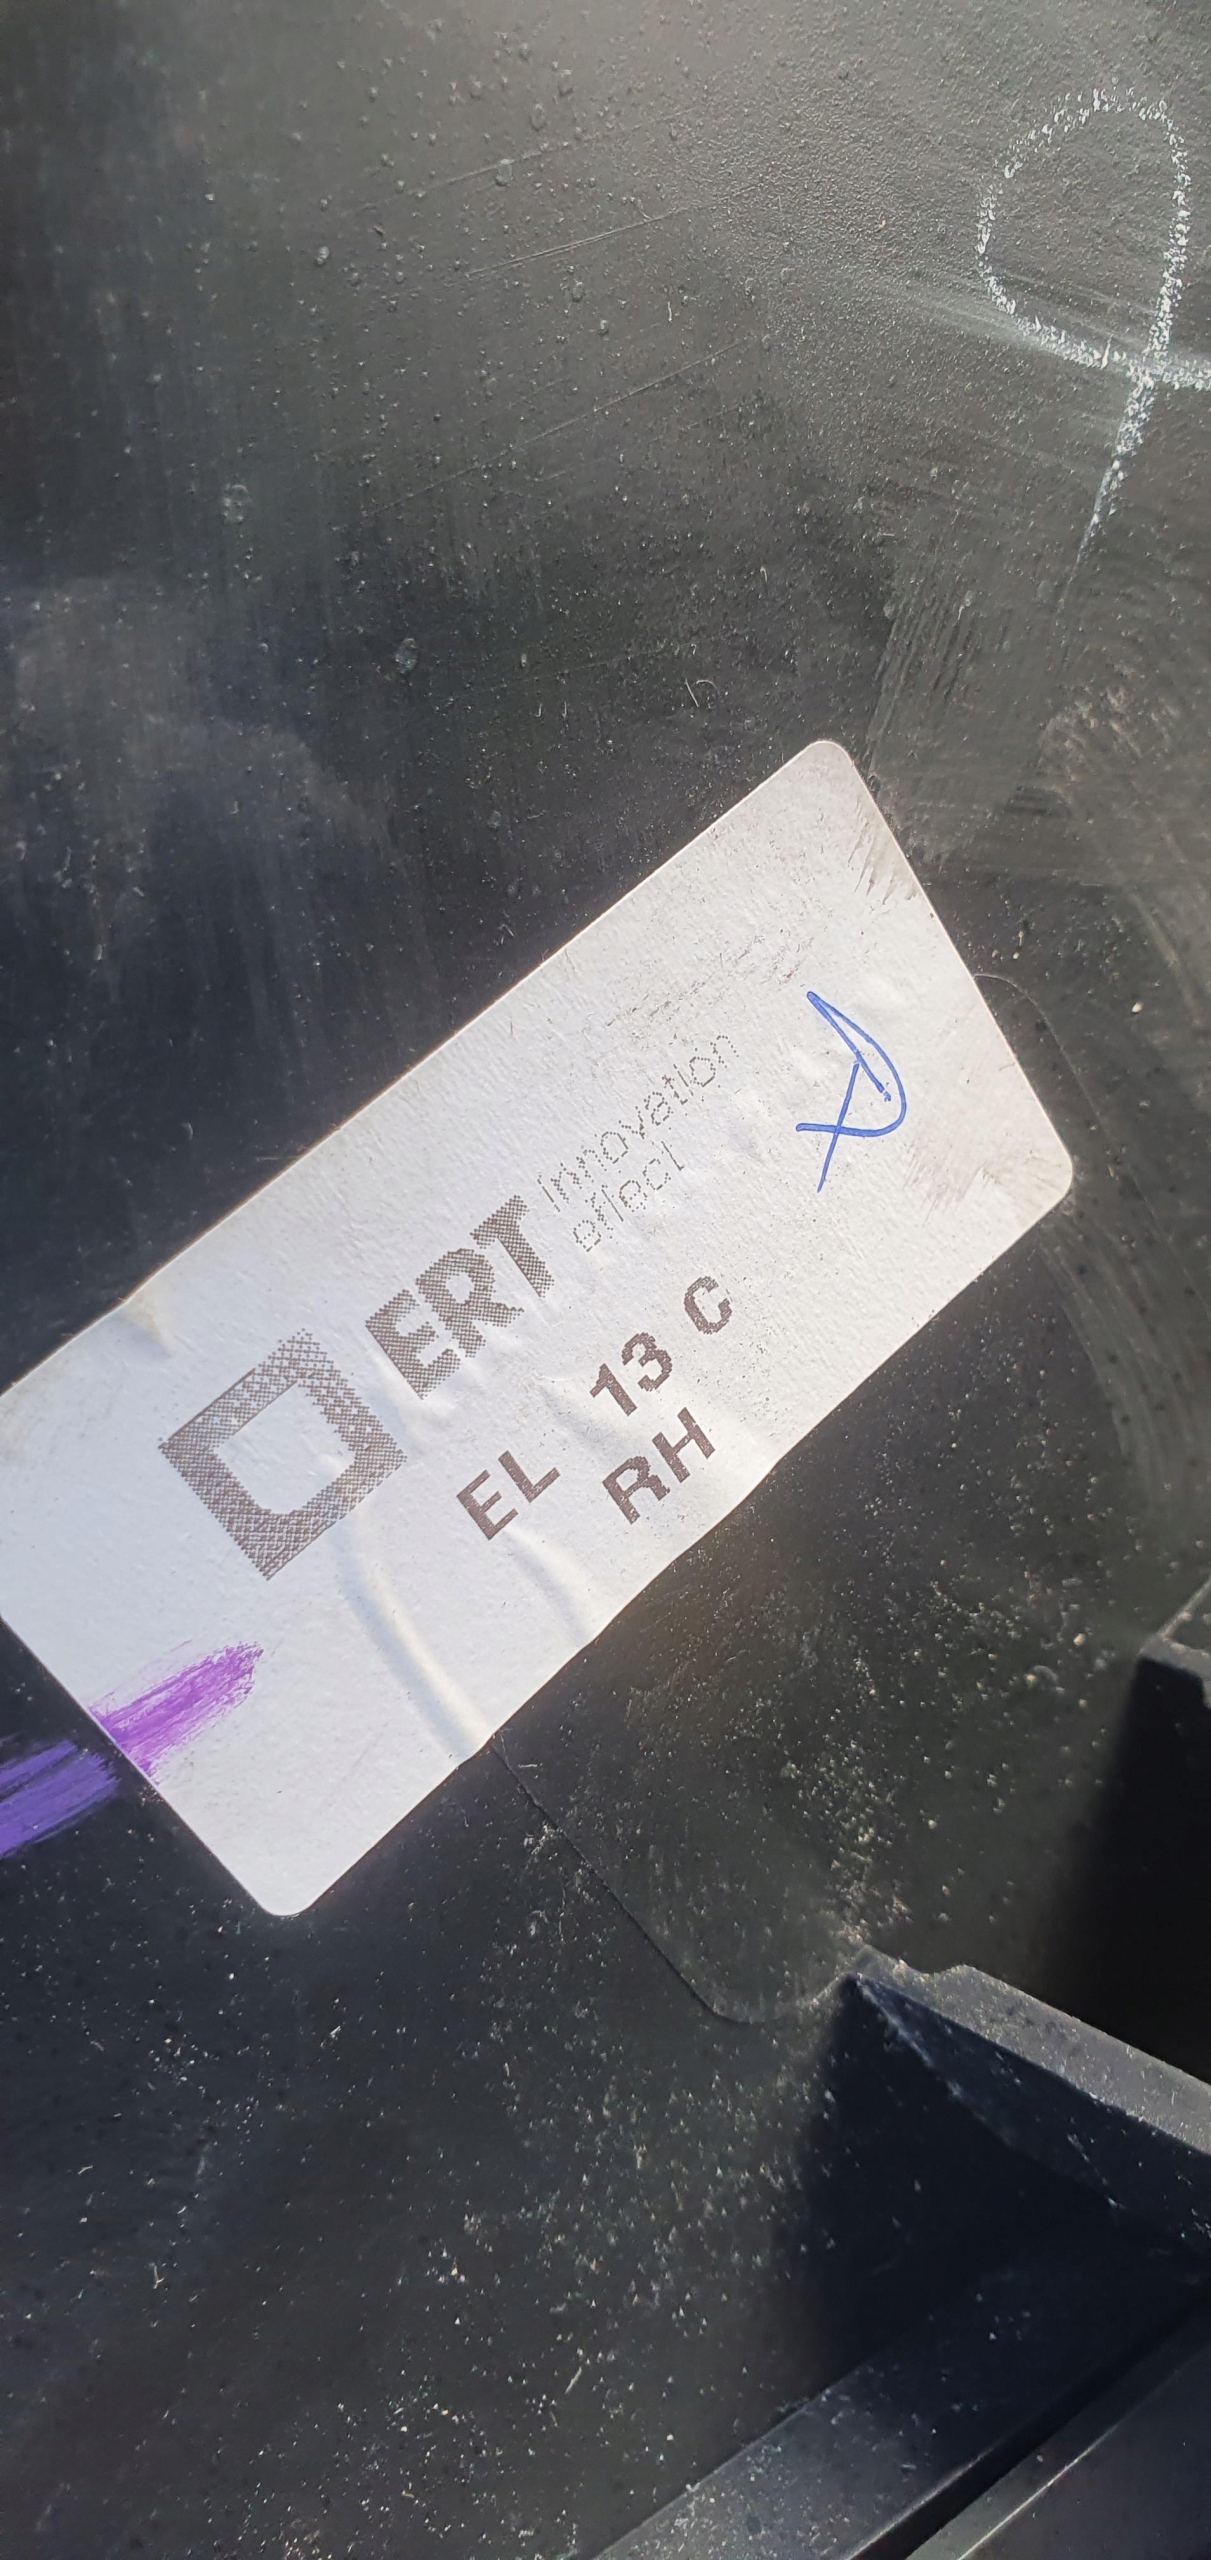 ERT innovation
effect
EL 13 C
RH